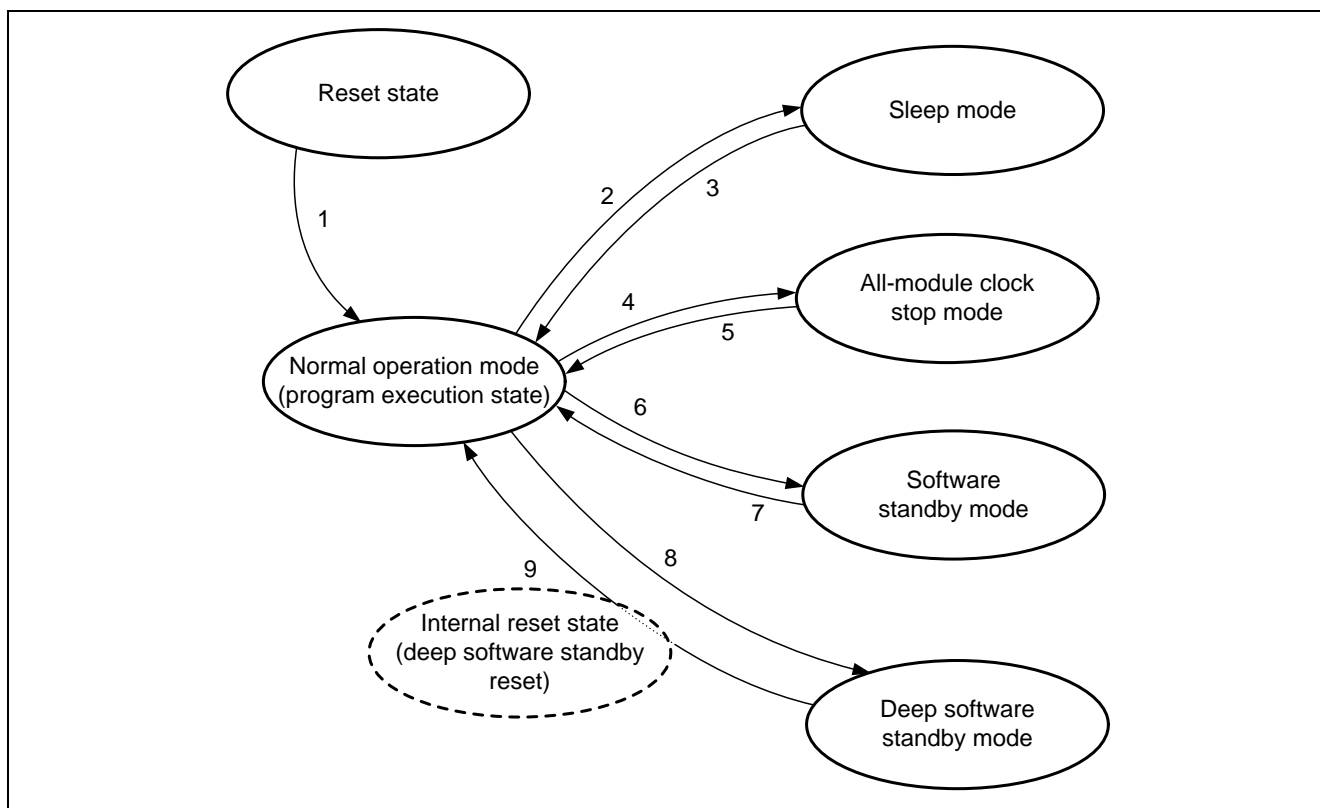 Reset state
Sleep mode
1
2
3
All-module clock
stop mode
4
5
Normal operation mode
(program execution state)
6
7
Software
standby mode
8
9
Internal reset state
(deep software standby
reset)
Deep software
standby mode